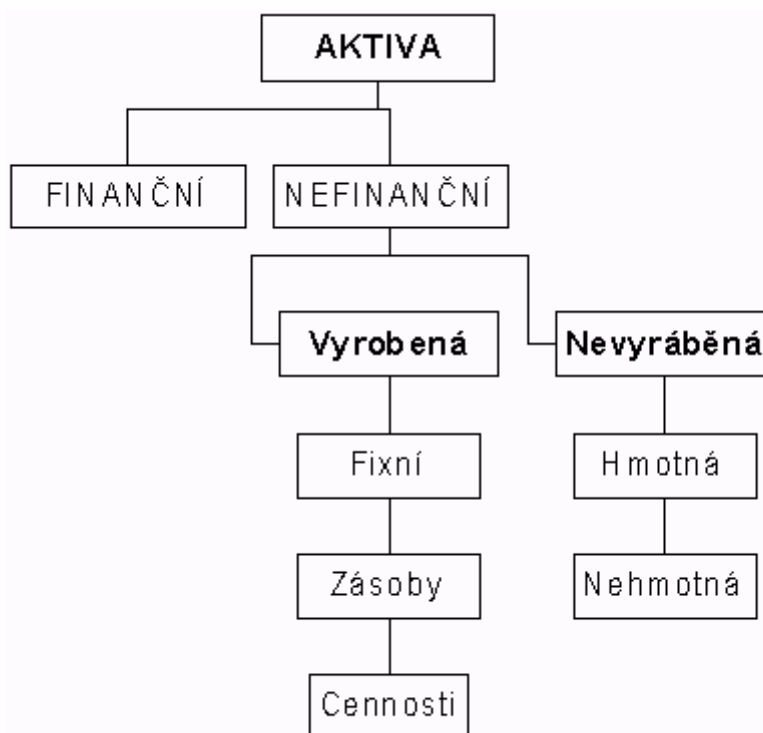 AKTIVA
FINANČNÍ
NEFINANČNÍ
Vyrobená
Nevyráběná
Fixní
Hmotná
Zásoby
Nehmotná
Cennosti